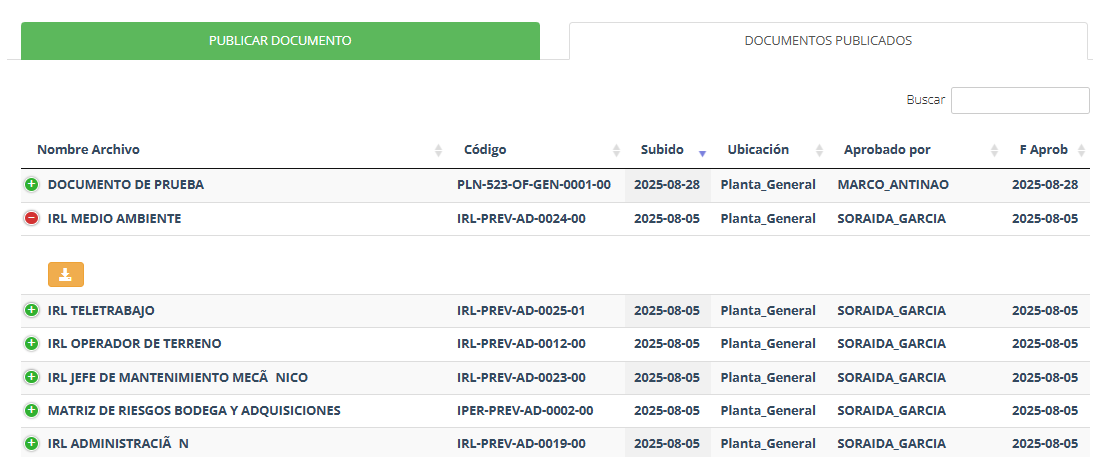 PUBLICAR DOCUMENTO DOCUMENTOS PUBLICADOS
Buscar
Nombre Archivo Código Subido Ubicación Aprobado por F Aprob
DOCUMENTO DE PRUEBA PLN-523-OF-GEN-0001-00 2025-08-28 Planta_General MARCO_ANTINAO 2025-08-28
IRL MEDIO AMBIENTE IRL-PREV-AD-0024-00 2025-08-05 Planta_General SORAIDA_GARCIA 2025-08-05
IRL TELETRABAJO IRL-PREV-AD-0025-01 2025-08-05 Planta_General SORAIDA_GARCIA 2025-08-05
IRL OPERADOR DE TERRENO IRL-PREV-AD-0012-00 2025-08-05 Planta_General SORAIDA_GARCIA 2025-08-05
IRL JEFE DE MANTENIMIENTO MECÃ NICO IRL-PREV-AD-0023-00 2025-08-05 Planta_General SORAIDA_GARCIA 2025-08-05
MATRIZ DE RIESGOS BODEGA Y ADQUISICIONES IPER-PREV-AD-0002-00 2025-08-05 Planta_General SORAIDA_GARCIA 2025-08-05
IRL ADMINISTRACIÃ N IRL-PREV-AD-0019-00 2025-08-05 Planta_General SORAIDA_GARCIA 2025-08-05